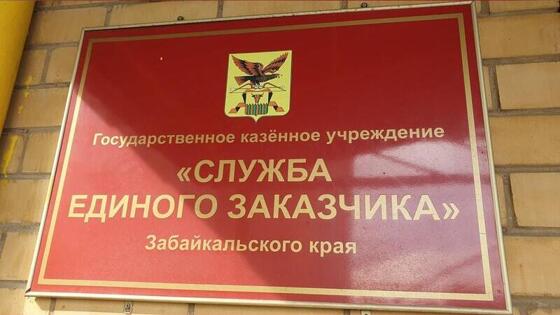 Государственное казённое учреждение
«СЛУЖБА
ЕДИНОГО ЗАКАЗЧИКА»
Забайкальского края